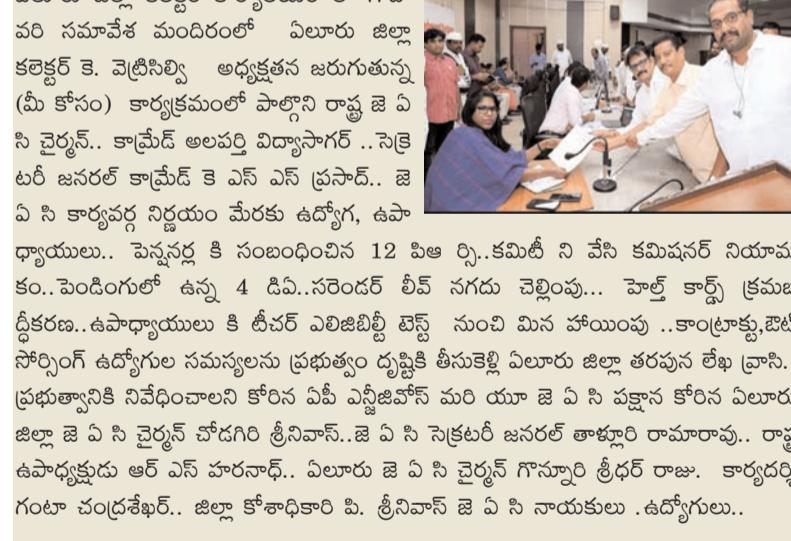 వరి సమావేశ మందిరంలో ఏలూరు జిల్లా
కలెక్టర్ కె. వెట్రిసిల్వి అధ్యక్షతన జరుగుతున్న
(మీ కోసం) కార్యక్రమంలో పాల్గొని రాష్ట్ర జె ఏ
సి చైర్మన్.. కామ్రేడ్ అలపర్తి విద్యాసాగర్ ..సెక్రె
టరీ జనరల్ కామ్రేడ్ కె ఎస్ ఎస్ ప్రసాద్.. జె
ఏ సి కార్యవర్గ నిర్ణయం మేరకు ఉద్యోగ, ఉపా
ధ్యాయులు.. పెన్షనర్ల కి సంబంధించిన 12 పిఆ ర్సి..కమిటీ ని వేసి కమిషనర్ నియామ
కం..పెండింగులో ఉన్న 4 డిఏ..సరెండర్ లీవ్ నగదు చెల్లింపు... హెల్త్ కార్డ్స్ క్రమబ
ద్ధీకరణ..ఉపాధ్యాయులు కి టీచర్ ఎలిజిబిల్టీ టెస్ట్ నుంచి మిన హాయింపు ..కాంట్రాక్టు,ఔట్
సోర్సింగ్ ఉద్యోగుల సమస్యలను ప్రభుత్వం దృష్టికి తీసుకెళ్లి ఏలూరు జిల్లా తరపున లేఖ వ్రాసి.
ప్రభుత్వానికి నివేధించాలని కోరిన ఏపీ ఎన్జీజివోస్ మరి యూ జె ఏ సి పక్షాన కోరిన ఏలూరు
జిల్లా జె ఏ సి చైర్మన్ చోడగిరి శ్రీనివాస్..జె ఏ సి సెక్రటరీ జనరల్ తాళ్లూరి రామారావు.. రాష్ట్ర
ఉపాధ్యక్షుడు ఆర్ ఎస్ హరనాధ్.. ఏలూరు జె ఏ సి చైర్మన్ గొన్నూరి శ్రీధర్ రాజు. కార్యదర్శి
గంటా చంద్రశేఖర్.. జిల్లా కోశాధికారి పి. శ్రీనివాస్ జె ఏ సి నాయకులు .ఉద్యోగులు..